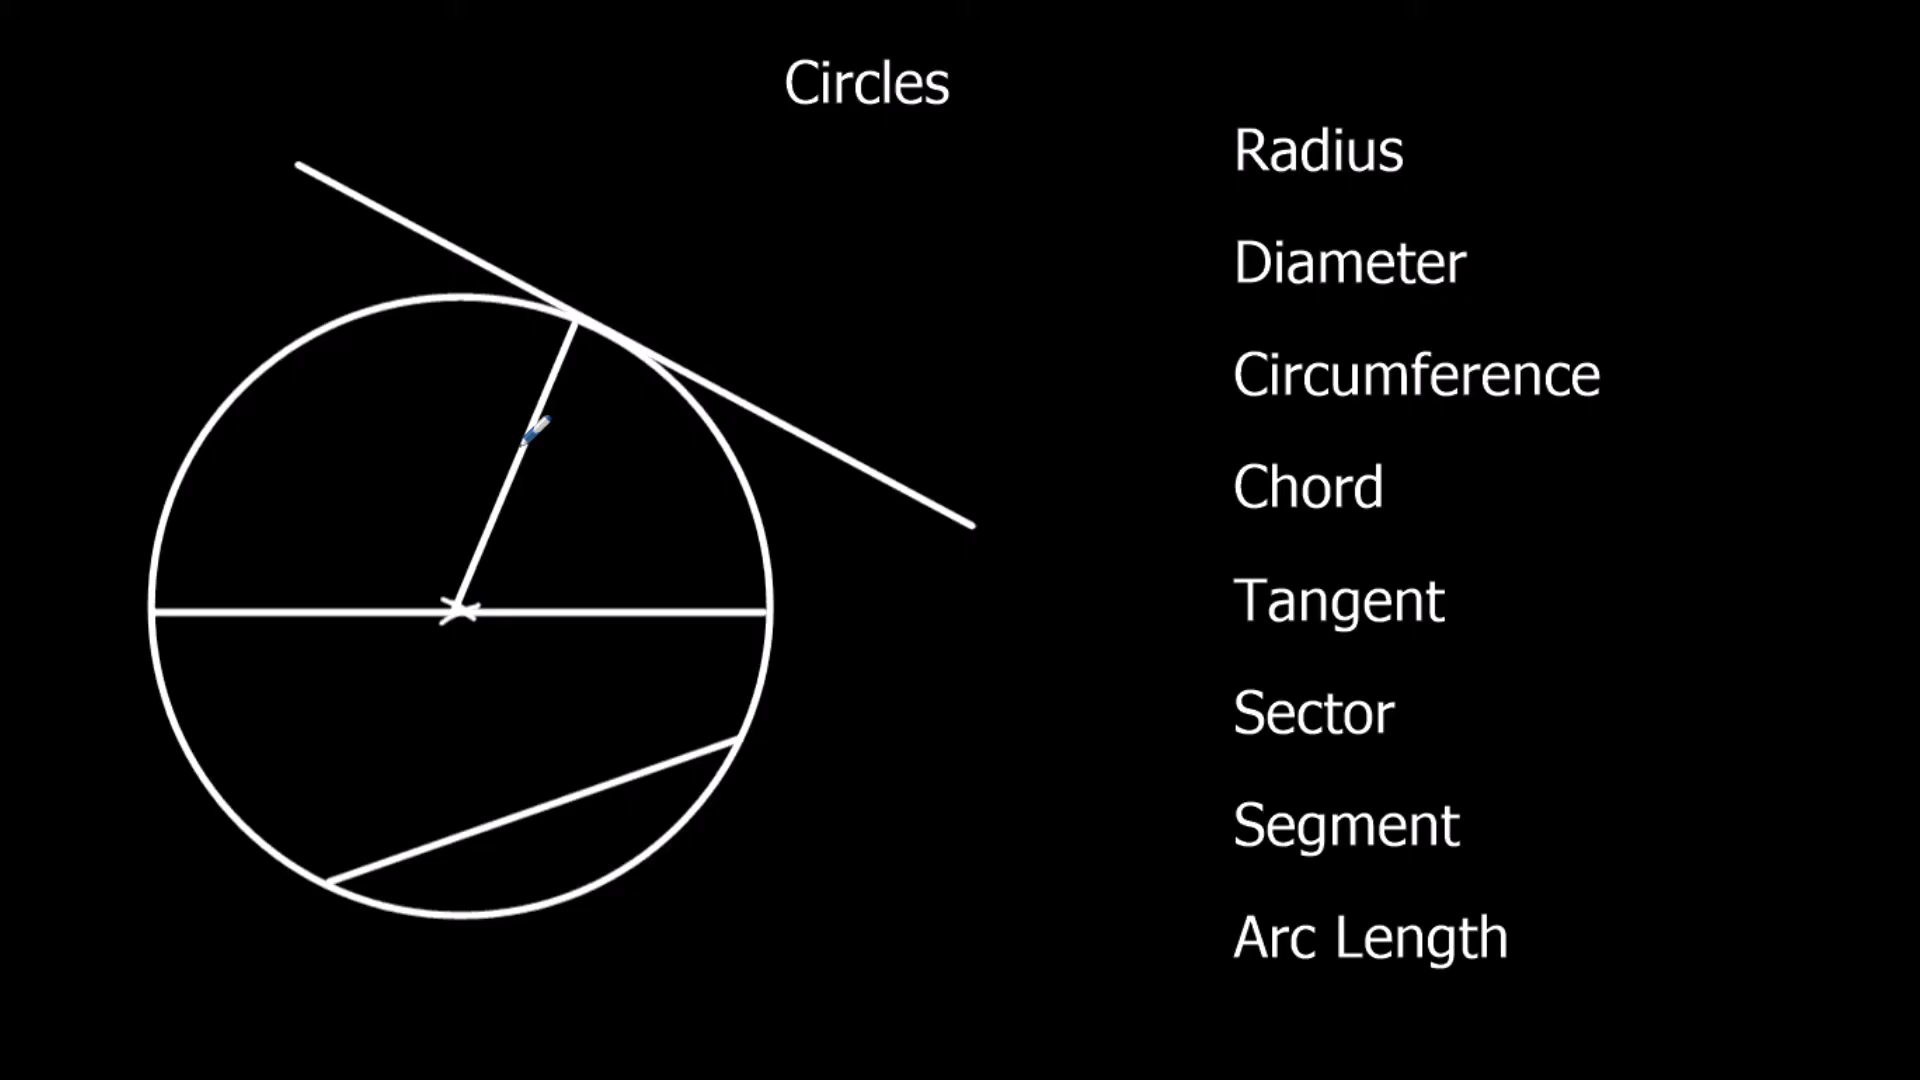 Circles
Radius
Diameter
Circumference
Chord
Tangent
Sector
Segment
Arc Length